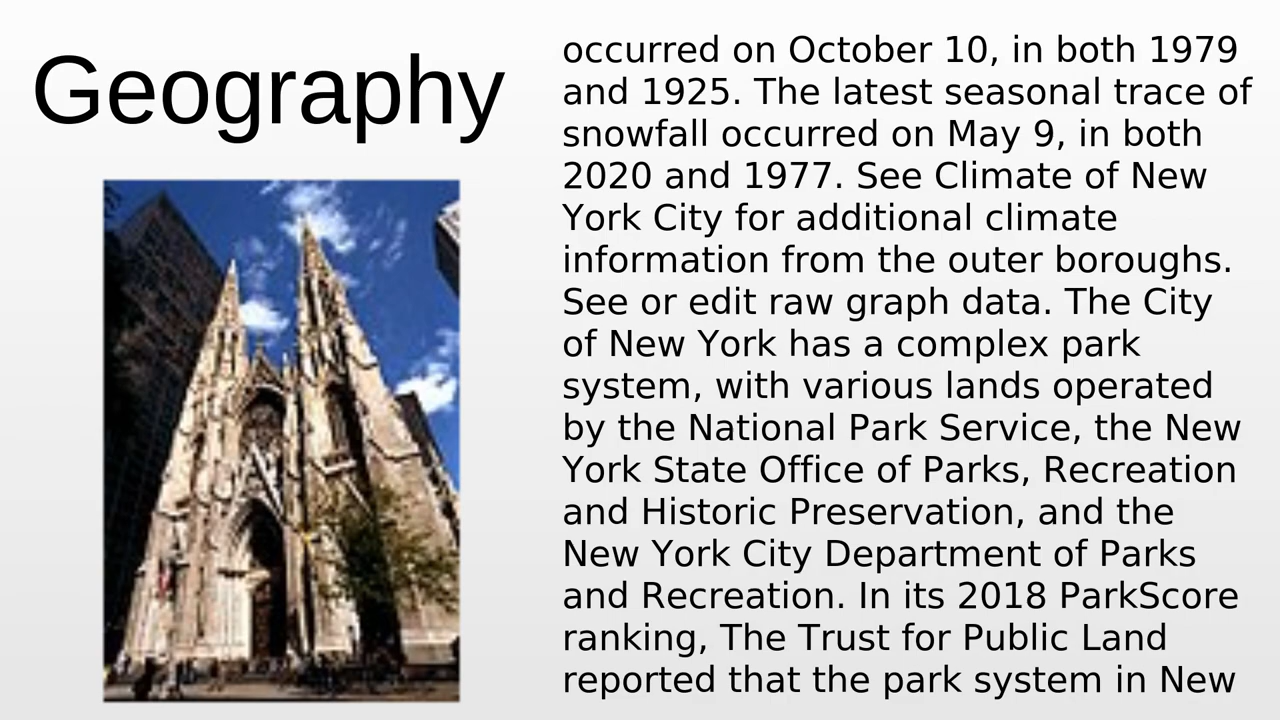 Geography
occurred on October 10, in both 1979
and 1925. The latest seasonal trace of
snowfall occurred on May 9, in both
2020 and 1977. See Climate of New
York City for additional climate
information from the outer boroughs.
See or edit raw graph data. The City
of New York has a complex park
system, with various lands operated
by the National Park Service, the New
York State Office of Parks, Recreation
and Historic Preservation, and the
New York City Department of Parks
and Recreation. In its 2018 ParkScore
ranking, The Trust for Public Land
reported that the park system in New